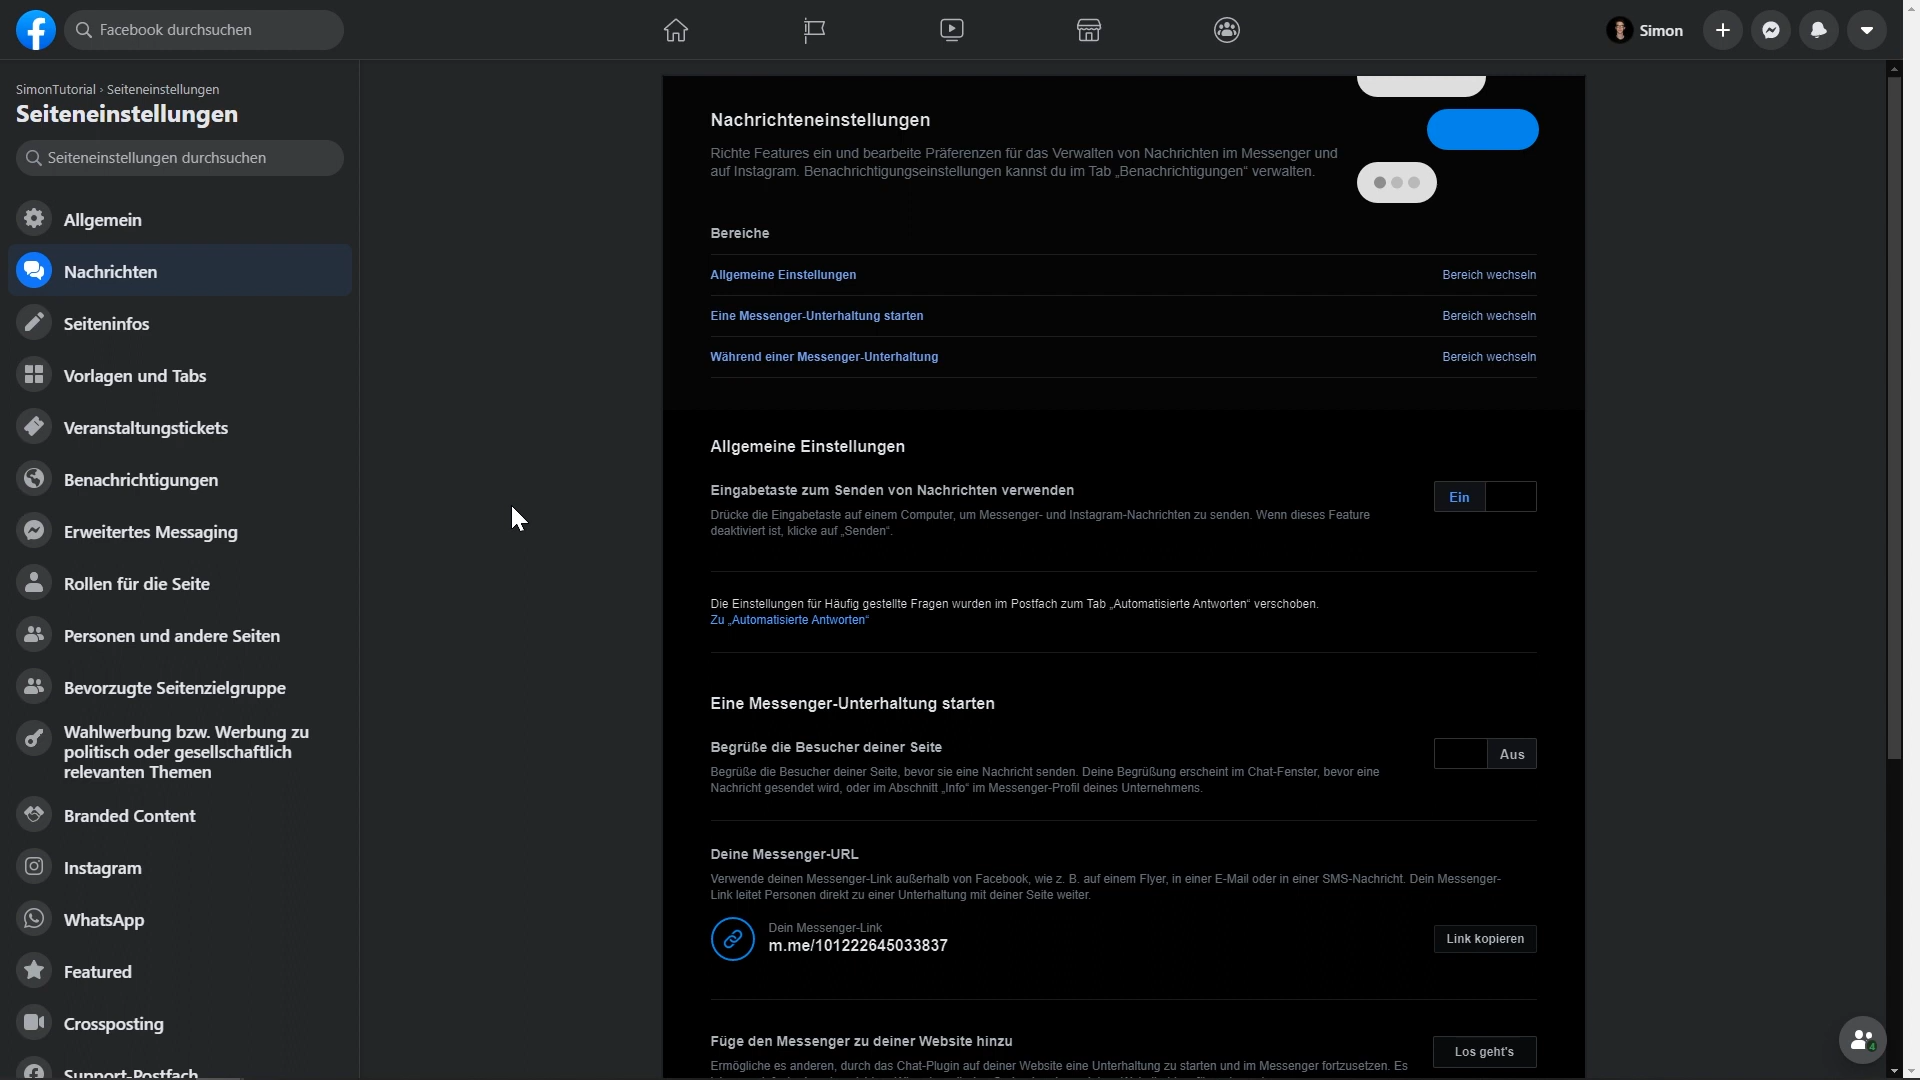 Facebook durchsuchen
Simon
SimonTutorial › Seiteneinstellungen
Seiteneinstellungen
Seiteneinstellungen durchsuchen
Allgemein
Nachrichten
Seiteninfos
Vorlagen und Tabs
Veranstaltungstickets
Benachrichtigungen
Erweitertes Messaging
Rollen für die Seite
Personen und andere Seiten
Bevorzugte Seitenzielgruppe
Wahlwerbung bzw. Werbung zu
politisch oder gesellschaftlich
relevanten Themen
Branded Content
Instagram
WhatsApp
Featured
Crossposting
Support-Postfach
Nachrichteneinstellungen
Richte Features ein und bearbeite Präferenzen für das Verwalten von Nachrichten im Messenger und
auf Instagram. Benachrichtigungseinstellungen kannst du im Tab „Benachrichtigungen“ verwalten.
Bereiche
Allgemeine Einstellungen Bereich wechseln
Eine Messenger-Unterhaltung starten Bereich wechseln
Während einer Messenger-Unterhaltung Bereich wechseln
Allgemeine Einstellungen
Eingabetaste zum Senden von Nachrichten verwenden
Ein
Drücke die Eingabetaste auf einem Computer, um Messenger- und Instagram-Nachrichten zu senden. Wenn dieses Feature
deaktiviert ist, klicke auf „Senden“.
Die Einstellungen für Häufig gestellte Fragen wurden im Postfach zum Tab „Automatisierte Antworten“ verschoben.
Zu „Automatisierte Antworten“
Eine Messenger-Unterhaltung starten
Begrüße die Besucher deiner Seite
Aus
Begrüße die Besucher deiner Seite, bevor sie eine Nachricht senden. Deine Begrüßung erscheint im Chat-Fenster, bevor eine
Nachricht gesendet wird, oder im Abschnitt „Info“ im Messenger-Profil deines Unternehmens.
Deine Messenger-URL
Verwende deinen Messenger-Link außerhalb von Facebook, wie z. B. auf einem Flyer, in einer E-Mail oder in einer SMS-Nachricht. Dein Messenger-
Link leitet Personen direkt zu einer Unterhaltung mit deiner Seite weiter.
Dein Messenger-Link
m.me/101222645033837
Link kopieren
Füge den Messenger zu deiner Website hinzu
Los geht's
Ermögliche es anderen, durch das Chat-Plugin auf deiner Website eine Unterhaltung zu starten und im Messenger fortzusetzen. Es
4